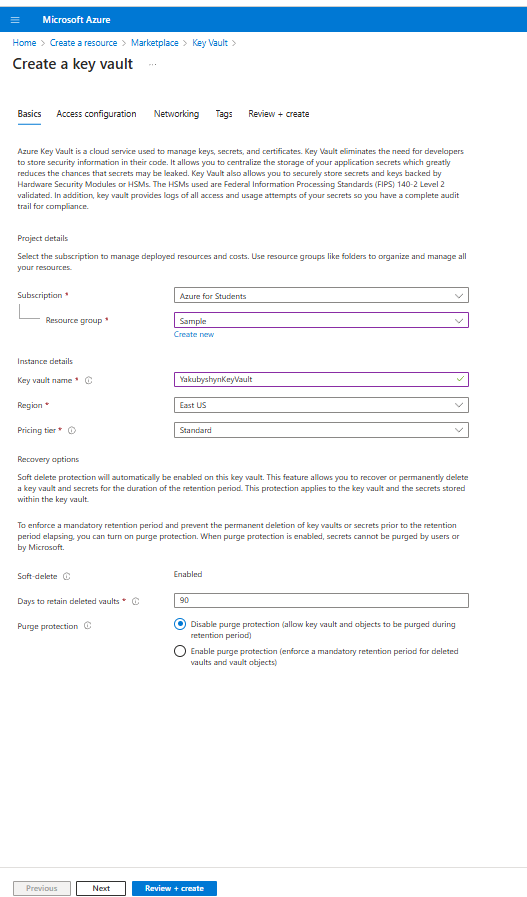 Microsoft Azure
Home > Create a resource > Marketplace > Key Vault >
Create a key vault ...
Basics Access configuration Networking Tags Review + create
Azure Key Vault is a cloud service used to manage keys, secrets, and certificates. Key Vault eliminates the need for developers
to store security information in their code. It allows you to centralize the storage of your application secrets which greatly
reduces the chances that secrets may be leaked. Key Vault also allows you to securely store secrets and keys backed by
Hardware Security Modules or HSMs. The HSMs used are Federal Information Processing Standards (FIPS) 140-2 Level 2
validated. In addition, key vault provides logs of all access and usage attempts of your secrets so you have a complete audit
trail for compliance.
Project details
Select the subscription to manage deployed resources and costs. Use resource groups like folders to organize and manage all
your resources.
Subscription * Azure for Students
Resource group * Sample
Create new
Instance details
Key vault name * YakubyshynKeyVault
Region * East US
Pricing tier * Standard
Recovery options
Soft delete protection will automatically be enabled on this key vault. This feature allows you to recover or permanently delete
a key vault and secrets for the duration of the retention period. This protection applies to the key vault and the secrets stored
within the key vault.
To enforce a mandatory retention period and prevent the permanent deletion of key vaults or secrets prior to the retention
period elapsing, you can turn on purge protection. When purge protection is enabled, secrets cannot be purged by users or
by Microsoft.
Soft-delete Enabled
Days to retain deleted vaults * 90
Purge protection Disable purge protection (allow key vault and objects to be purged during
retention period)
Enable purge protection (enforce a mandatory retention period for deleted
vaults and vault objects)
Previous Next Review + create